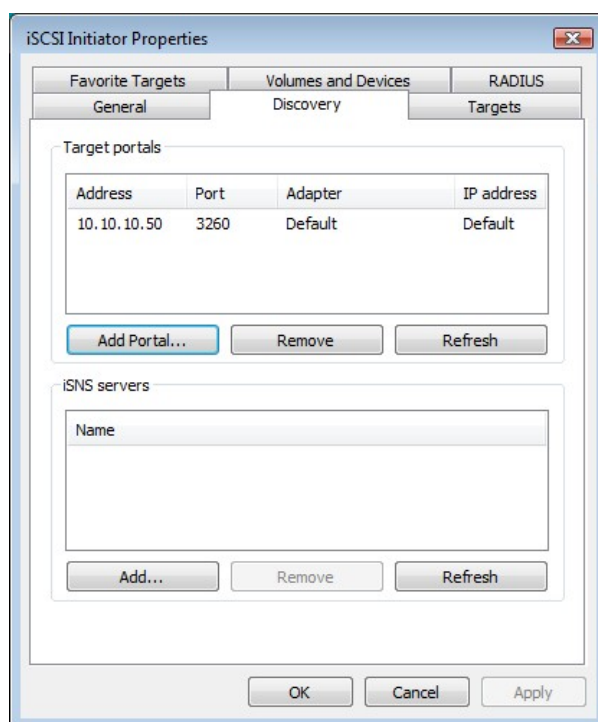 iSCSI Initiator Properties
Favorite Targets Volumes and Devices RADIUS
General Discovery Targets
Target portals
Address Port Adapter IP address
10.10.10.50 3260 Default Default
Add Portal... Remove Refresh
iSNS servers
Name
Add... Remove Refresh
OK Cancel Apply